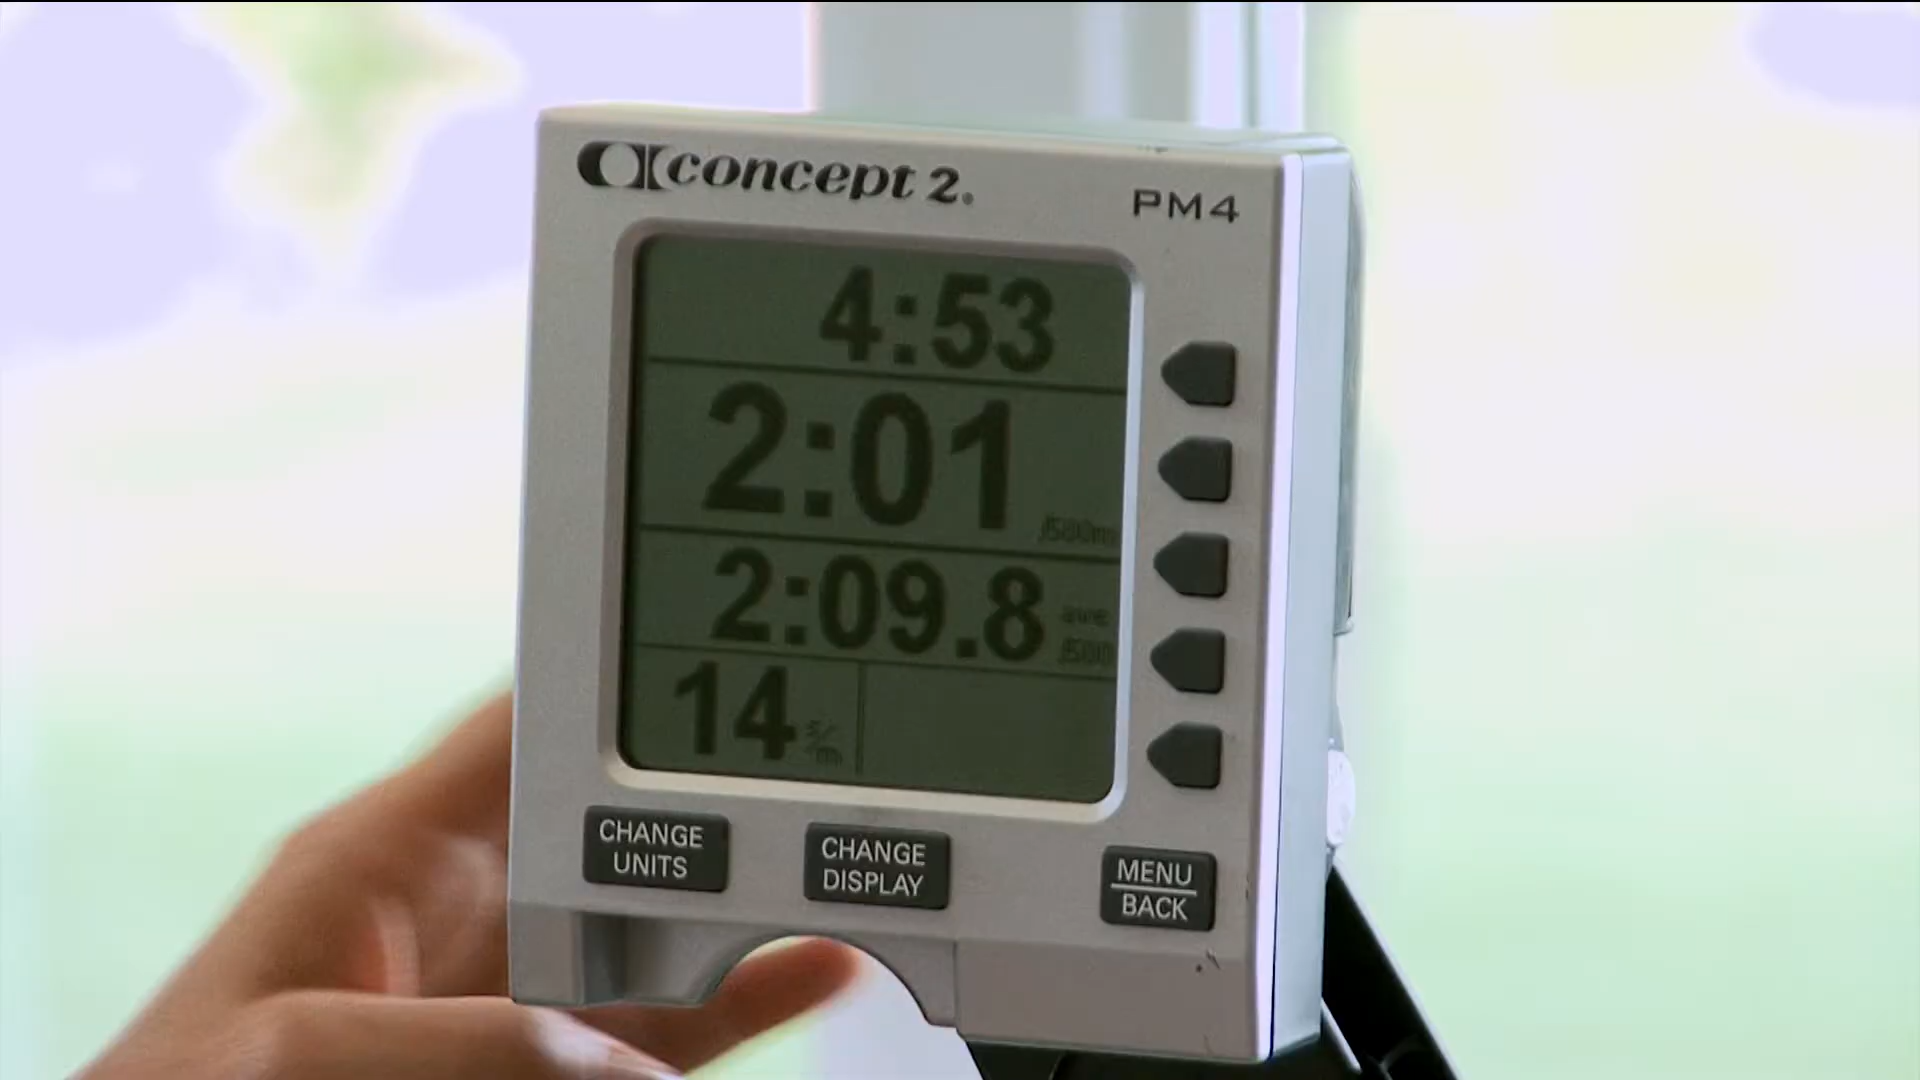 concept 2.
PM4
4:53
2:01 /500m
2:09.8 ave /500
14 s/m
CHANGE UNITS
CHANGE DISPLAY
MENU
BACK